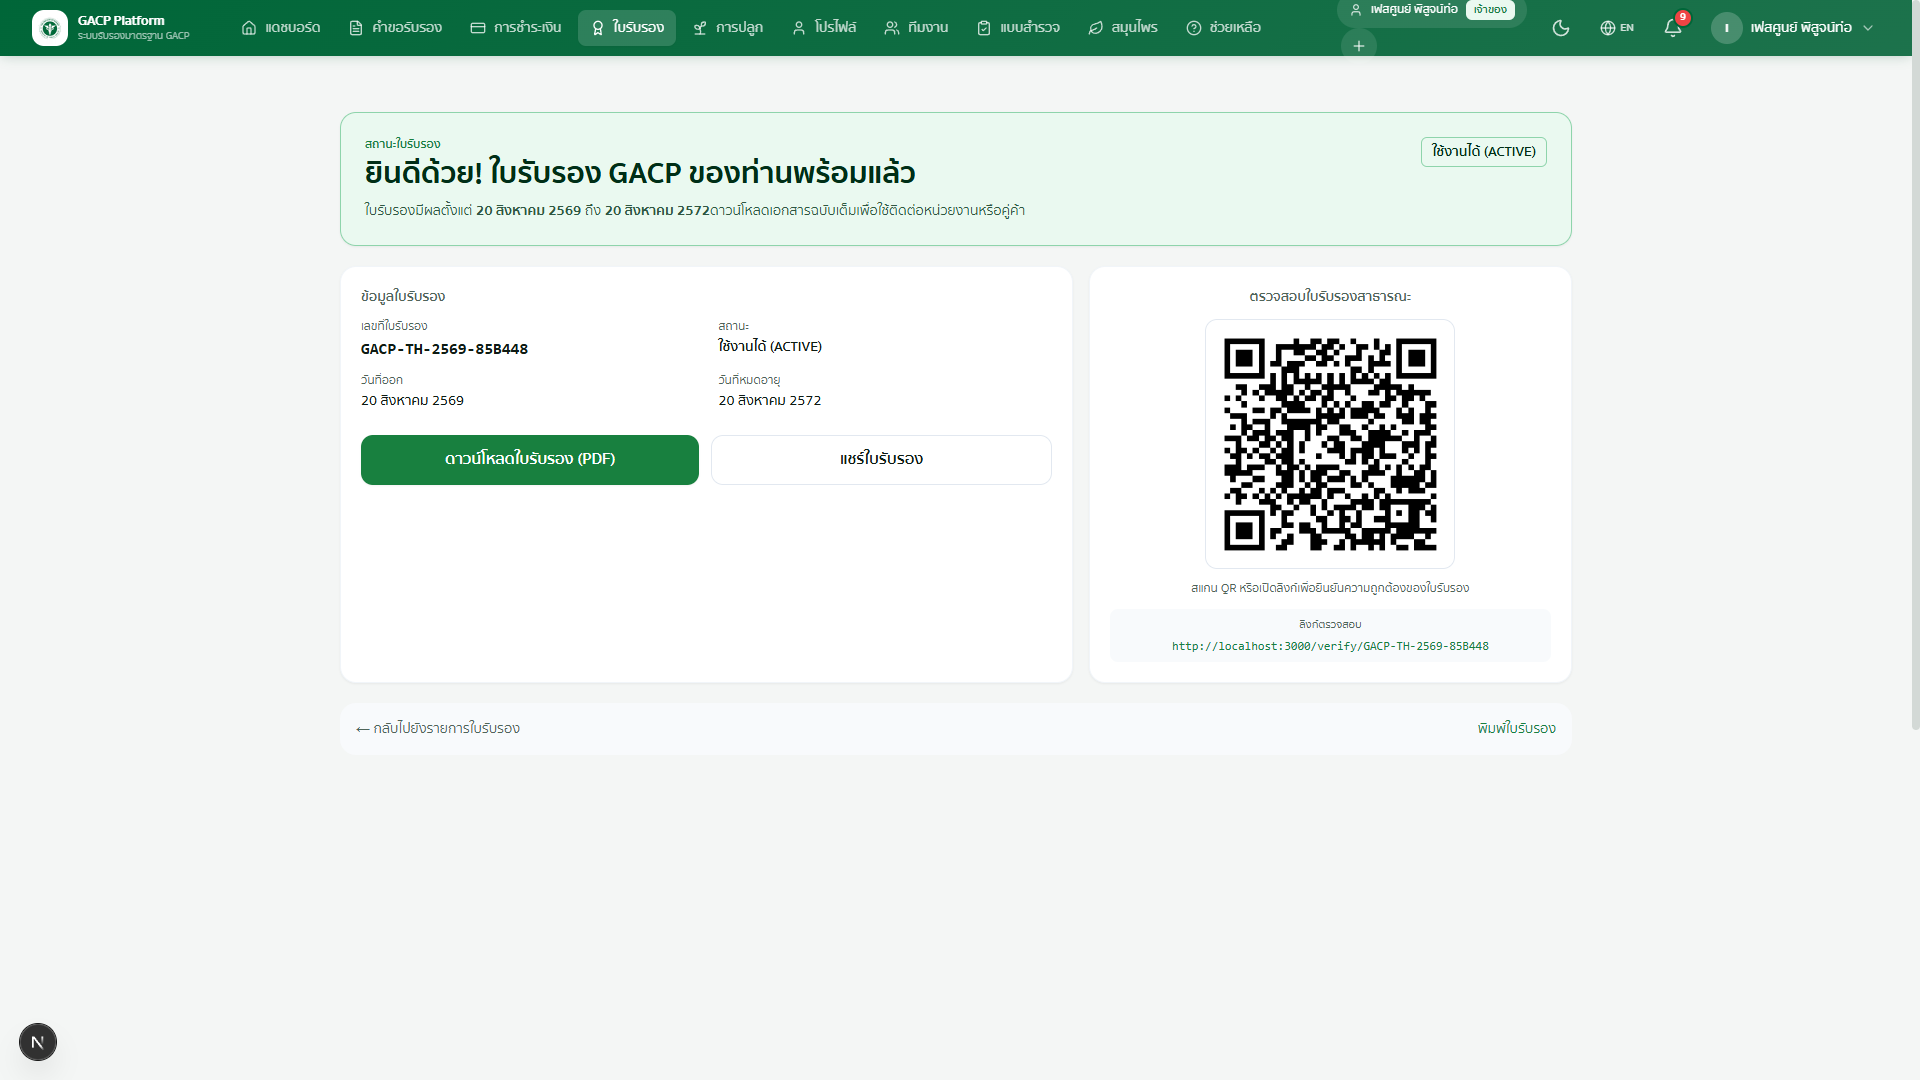 GACP Platform
ระบบรับรองมาตรฐาน GACP
แดชบอร์ด
คำขอรับรอง
การชำระเงิน
ใบรับรอง
การปลูก
โปรไฟล์
ทีมงาน
แบบสำรวจ
สมุนไพร
ช่วยเหลือ
เฟสศูนย์ พิสูจน์ท่อ
เจ้าของ
EN
9
เ
เฟสศูนย์ พิสูจน์ท่อ
สถานะใบรับรอง
ยินดีด้วย! ใบรับรอง GACP ของท่านพร้อมแล้ว
ใช้งานได้ (ACTIVE)
ใบรับรองมีผลตั้งแต่ 20 สิงหาคม 2569 ถึง 20 สิงหาคม 2572ดาวน์โหลดเอกสารฉบับเต็มเพื่อใช้ติดต่อหน่วยงานหรือคู่ค้า
ข้อมูลใบรับรอง
เลขที่ใบรับรอง
GACP-TH-2569-85B448
สถานะ
ใช้งานได้ (ACTIVE)
วันที่ออก
20 สิงหาคม 2569
วันที่หมดอายุ
20 สิงหาคม 2572
ดาวน์โหลดใบรับรอง (PDF)
แชร์ใบรับรอง
ตรวจสอบใบรับรองสาธารณะ
สแกน QR หรือเปิดลิงก์เพื่อยืนยันความถูกต้องของใบรับรอง
ลิงก์ตรวจสอบ
http://localhost:3000/verify/GACP-TH-2569-85B448
← กลับไปยังรายการใบรับรอง
พิมพ์ใบรับรอง
N